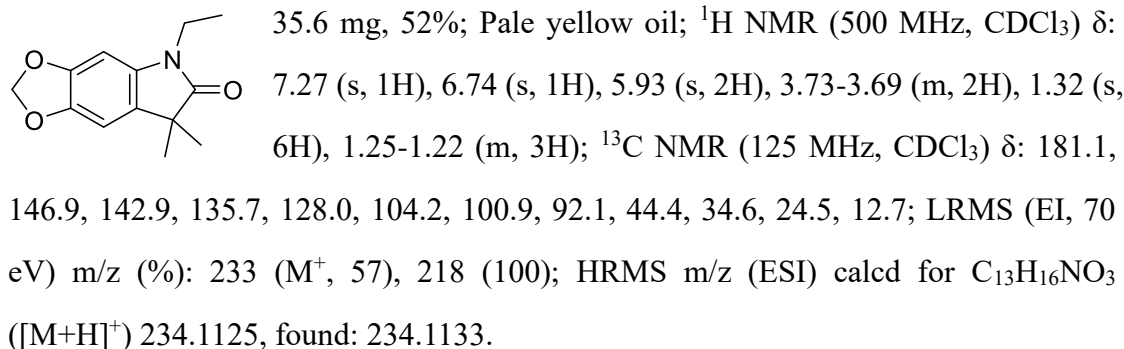 35.6 mg, 52%; Pale yellow oil; ¹H NMR (500 MHz, CDCl₃) δ:
7.27 (s, 1H), 6.74 (s, 1H), 5.93 (s, 2H), 3.73-3.69 (m, 2H), 1.32 (s,
6H), 1.25-1.22 (m, 3H); ¹³C NMR (125 MHz, CDCl₃) δ: 181.1,
146.9, 142.9, 135.7, 128.0, 104.2, 100.9, 92.1, 44.4, 34.6, 24.5, 12.7; LRMS (EI, 70
eV) m/z (%): 233 (M⁺, 57), 218 (100); HRMS m/z (ESI) calcd for C₁₃H₁₆NO₃
([M+H]⁺) 234.1125, found: 234.1133.
O
O
N
O